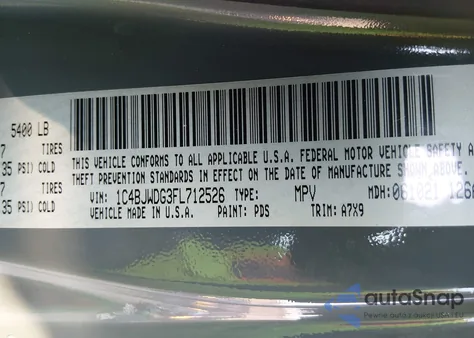 5400 LB
7 TIRES
35 PSI) COLD
7 TIRES
35 PSI) COLD
THIS VEHICLE CONFORMS TO ALL APPLICABLE U.S.A. FEDERAL MOTOR VEHICLE SAFETY A
THEFT PREVENTION STANDARDS IN EFFECT ON THE DATE OF MANUFACTURE SHOWN ABOVE.
VIN: 1C4BJWDG3FL712526 TYPE: MPV MDH:
VEHICLE MADE IN U.S.A. PAINT: PDS TRIM: A7X9
autoSnap